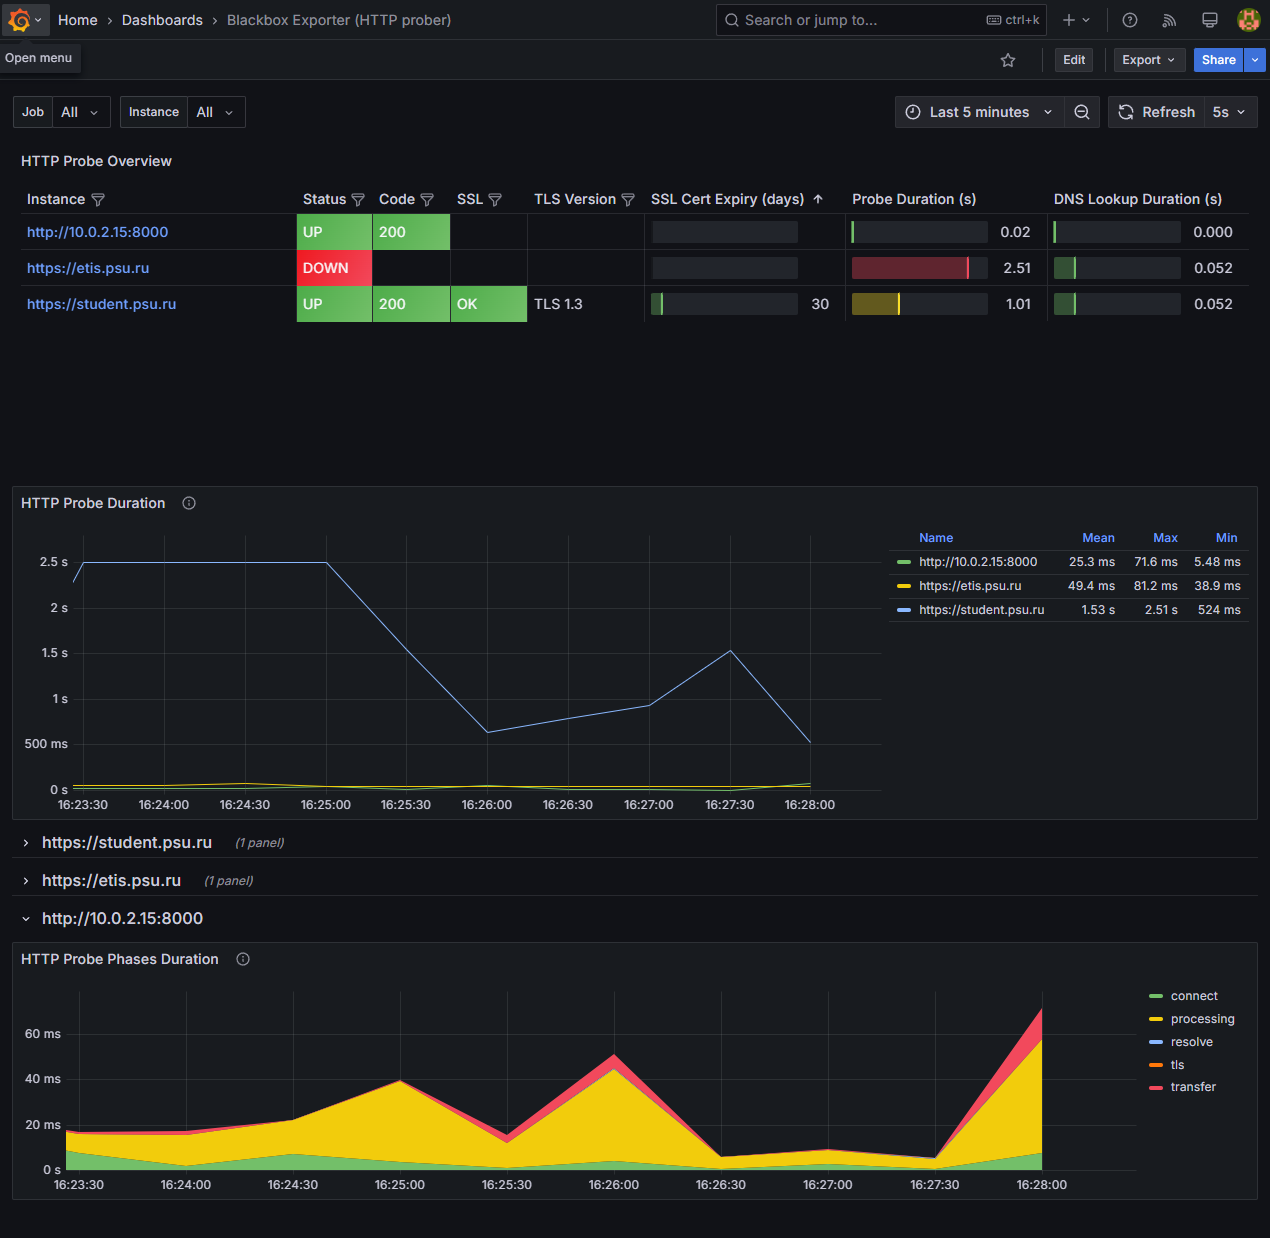 Home > Dashboards > Blackbox Exporter (HTTP prober) Search or jump to... ctrl+k
Open menu
Edit Export Share
Job All Instance All Last 5 minutes Refresh 5s
HTTP Probe Overview
Instance Status Code SSL TLS Version SSL Cert Expiry (days) Probe Duration (s) DNS Lookup Duration (s)
http://10.0.2.15:8000 UP 200 0.02 0.000
https://etis.psu.ru DOWN 2.51 0.052
https://student.psu.ru UP 200 OK TLS 1.3 30 1.01 0.052
HTTP Probe Duration
Name Mean Max Min
http://10.0.2.15:8000 25.3 ms 71.6 ms 5.48 ms
https://etis.psu.ru 49.4 ms 81.2 ms 38.9 ms
https://student.psu.ru 1.53 s 2.51 s 524 ms
2.5 s
2 s
1.5 s
1 s
500 ms
0 s
16:23:30 16:24:00 16:24:30 16:25:00 16:25:30 16:26:00 16:26:30 16:27:00 16:27:30 16:28:00
https://student.psu.ru (1 panel)
https://etis.psu.ru (1 panel)
http://10.0.2.15:8000
HTTP Probe Phases Duration
connect
processing
resolve
tls
transfer
60 ms
40 ms
20 ms
0 s
16:23:30 16:24:00 16:24:30 16:25:00 16:25:30 16:26:00 16:26:30 16:27:00 16:27:30 16:28:00